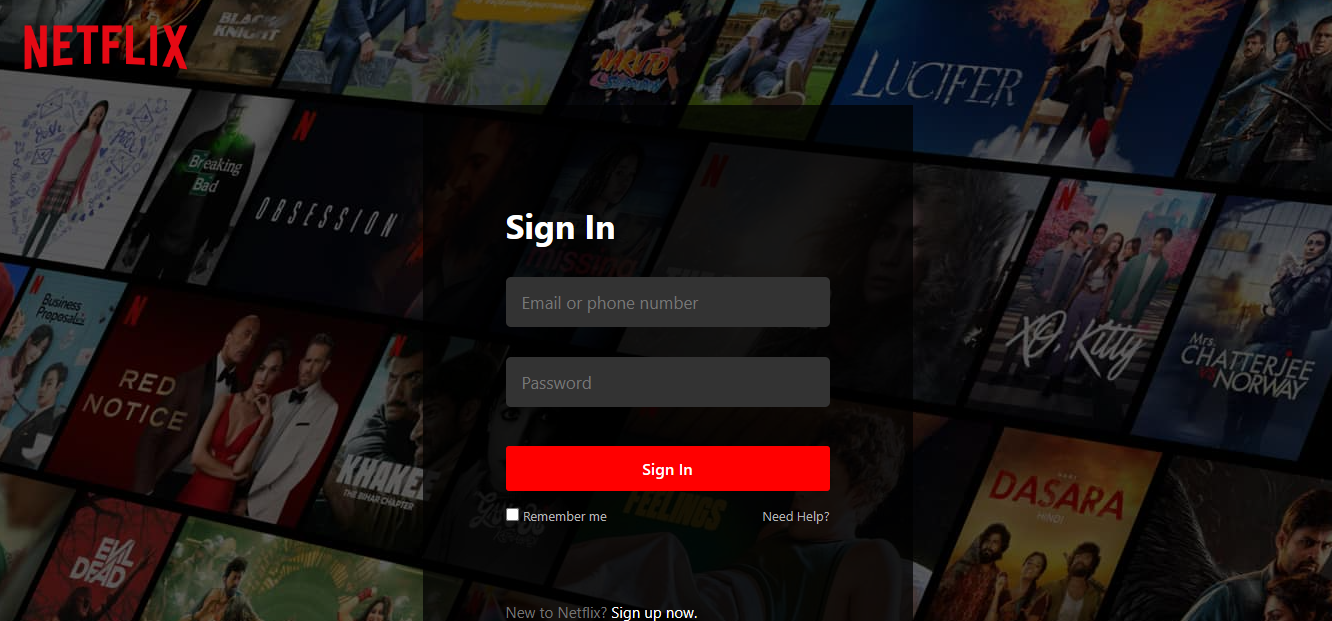 NETFLIX
BLACK
KNIGHT
NARUTO
LUCIFER
Breaking
Bad
OBSESSION
Sign In
Email or phone number
Business
Proposal
XO, Kitty
Mrs.
CHATTERJEE
VS
NORWAY
RED
NOTICE
Password
KHAKEE
THE BIHAR CHAPTER
Sign In
FEELINGS
DASARA
HINDI
Remember me
Need Help?
EVIL
DEAD
New to Netflix? Sign up now.